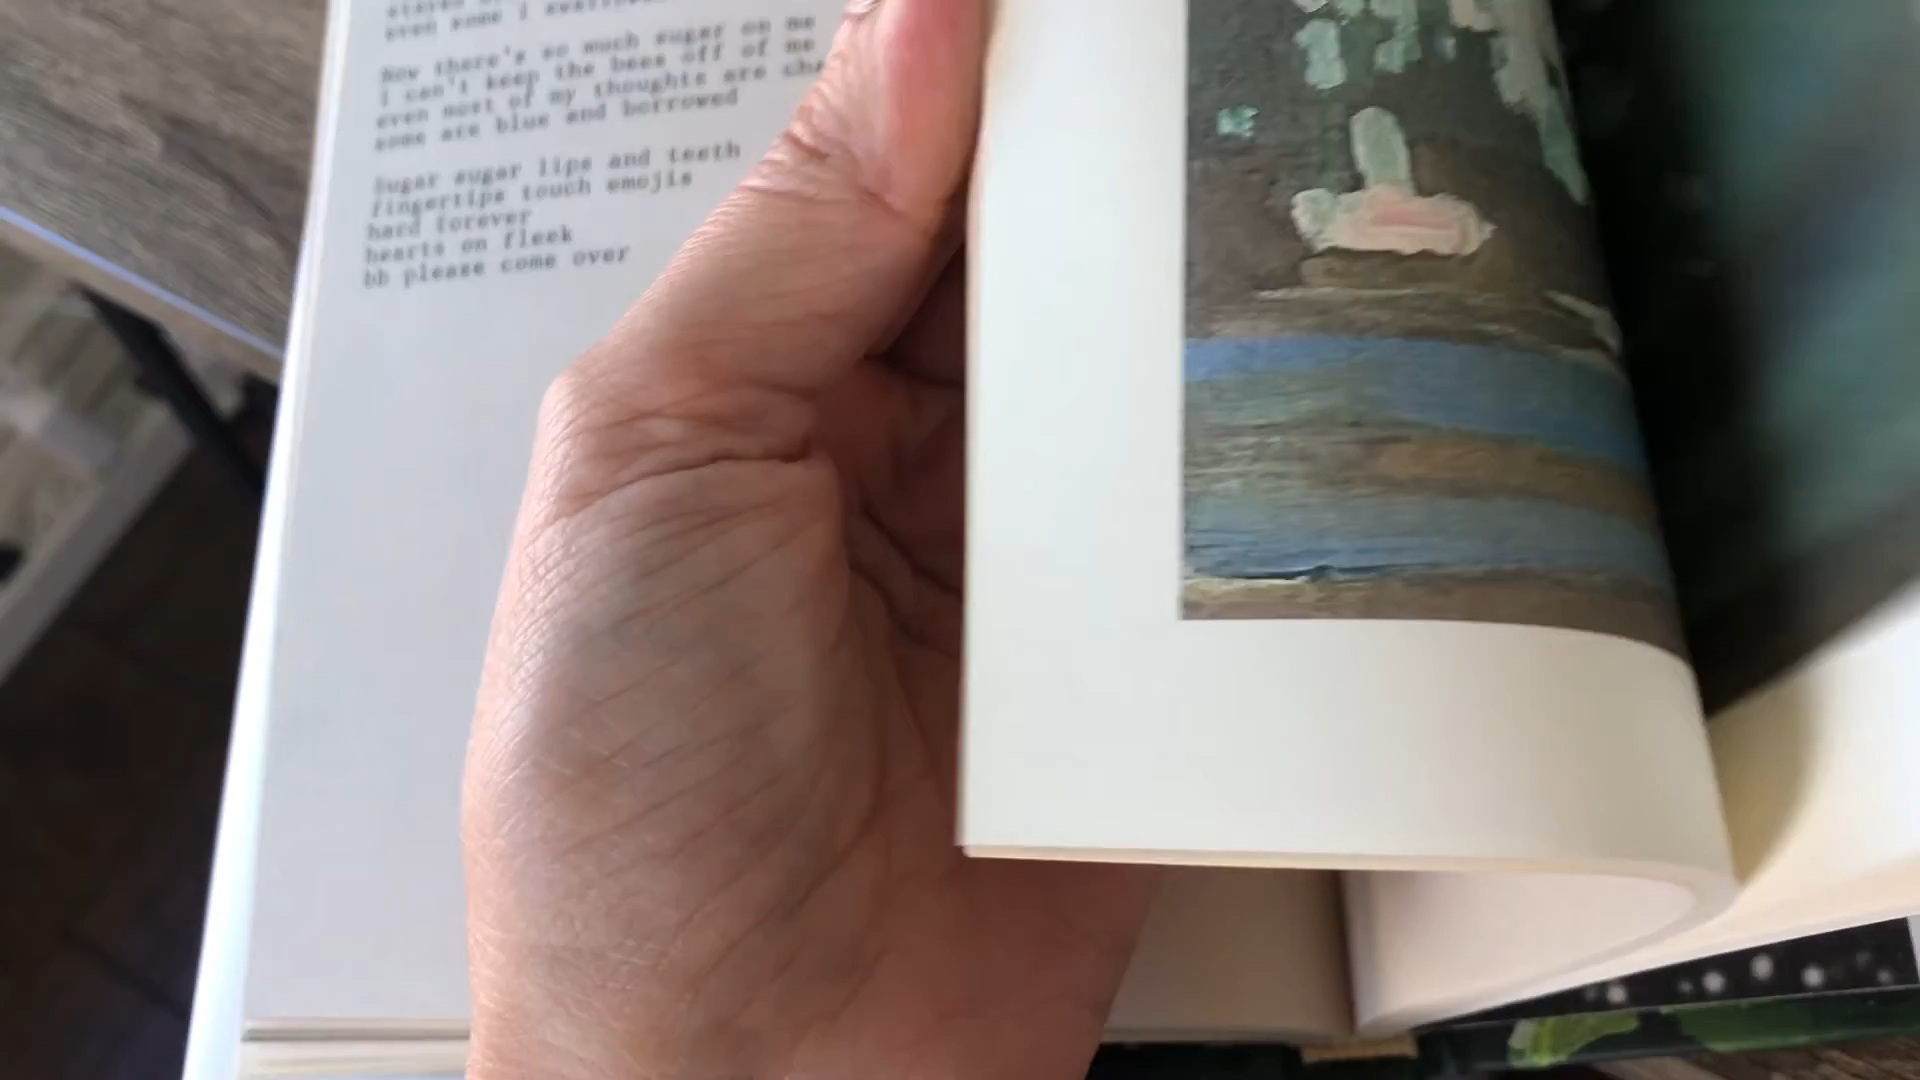 even some I
Now there's so much sugar on me
I can't keep the bees off of me
even most of my thoughts are
some are blue and borrowed
Sugar sugar lips and teeth
fingertips touch emojis
hard forever
hearts on fleek
bb please come over